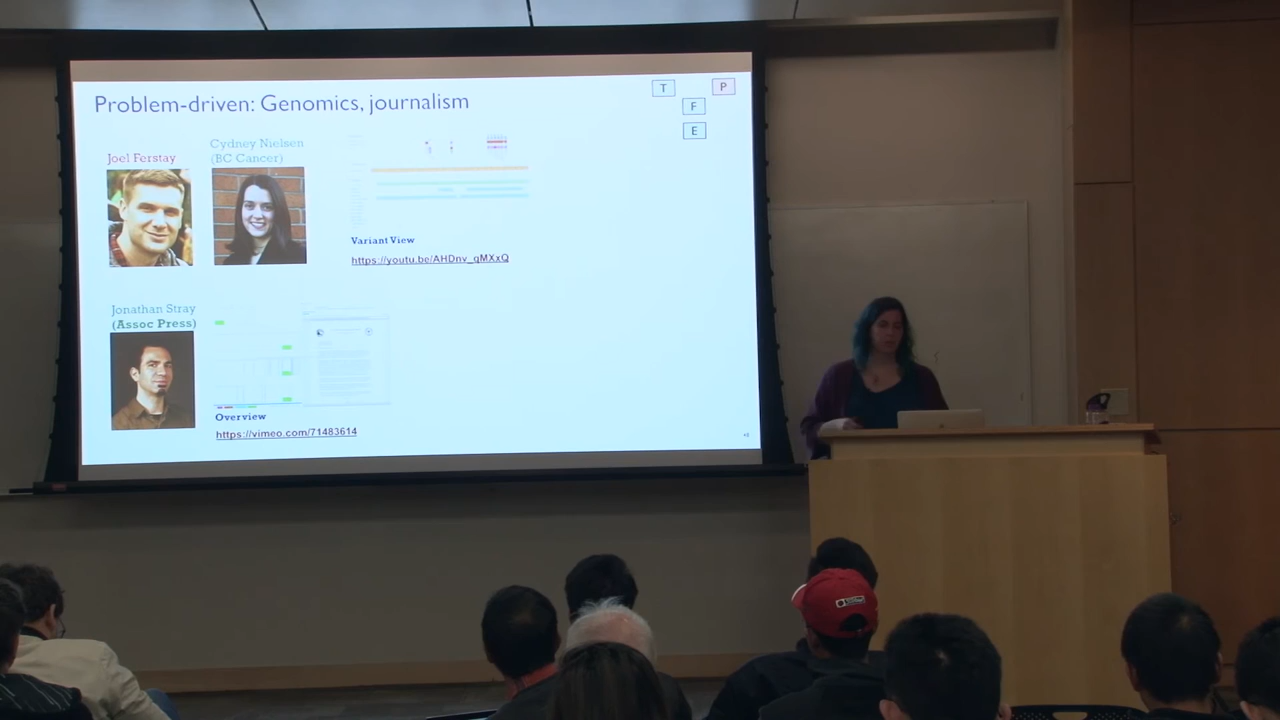 Problem-driven: Genomics, journalism
T
P
F
E
Joel Ferstay
Cydney Nielsen
(BC Cancer)
Variant View
https://youtu.be/AHDnv_qMXxQ
Jonathan Stray
(Assoc Press)
Overview
https://vimeo.com/71483614